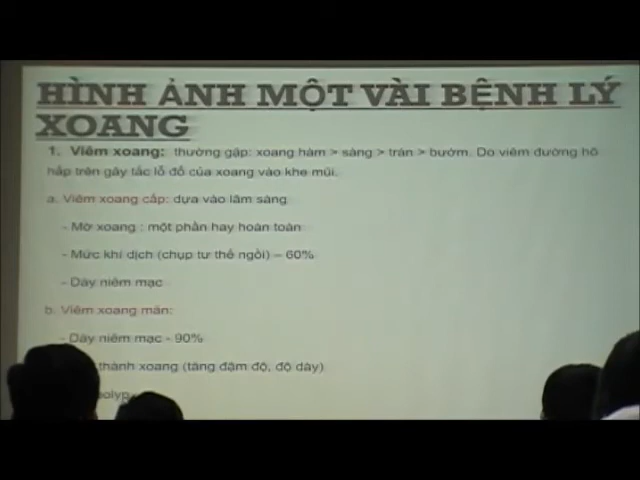 HÌNH ẢNH MỘT VÀI BỆNH LÝ
XOANG
1. Viêm xoang: thường gặp: xoang hàm > sàng > trán > bướm. Do viêm đường hô
hấp trên gây tắc lỗ đổ của xoang vào khe mũi.
a. Viêm xoang cấp: dựa vào lâm sàng
- Mờ xoang : một phần hay hoàn toàn
- Mức khí dịch (chụp tư thế ngồi) – 60%
- Dày niêm mạc
b. Viêm xoang mãn:
- Dày niêm mạc - 90%
thành xoang (tăng đậm độ, độ dày)
polyp